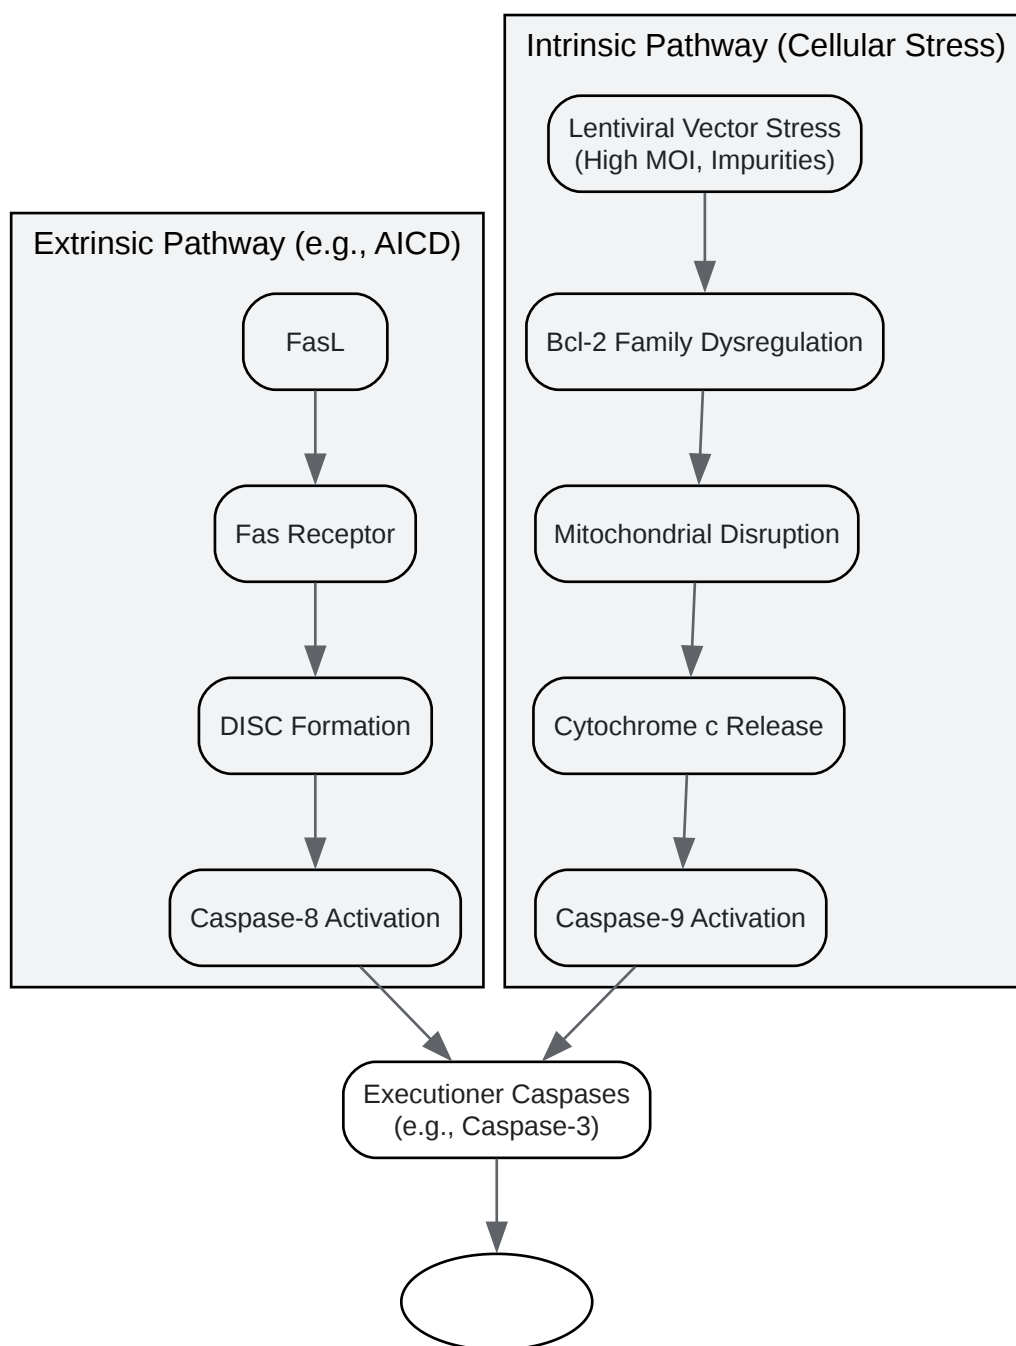 Intrinsic Pathway (Cellular Stress)
Lentiviral Vector Stress
(High MOI, Impurities)
Extrinsic Pathway (e.g., AICD)
FasL
Bcl-2 Family Dysregulation
Fas Receptor
Mitochondrial Disruption
DISC Formation
Cytochrome c Release
Caspase-8 Activation
Caspase-9 Activation
Executioner Caspases
(e.g., Caspase-3)